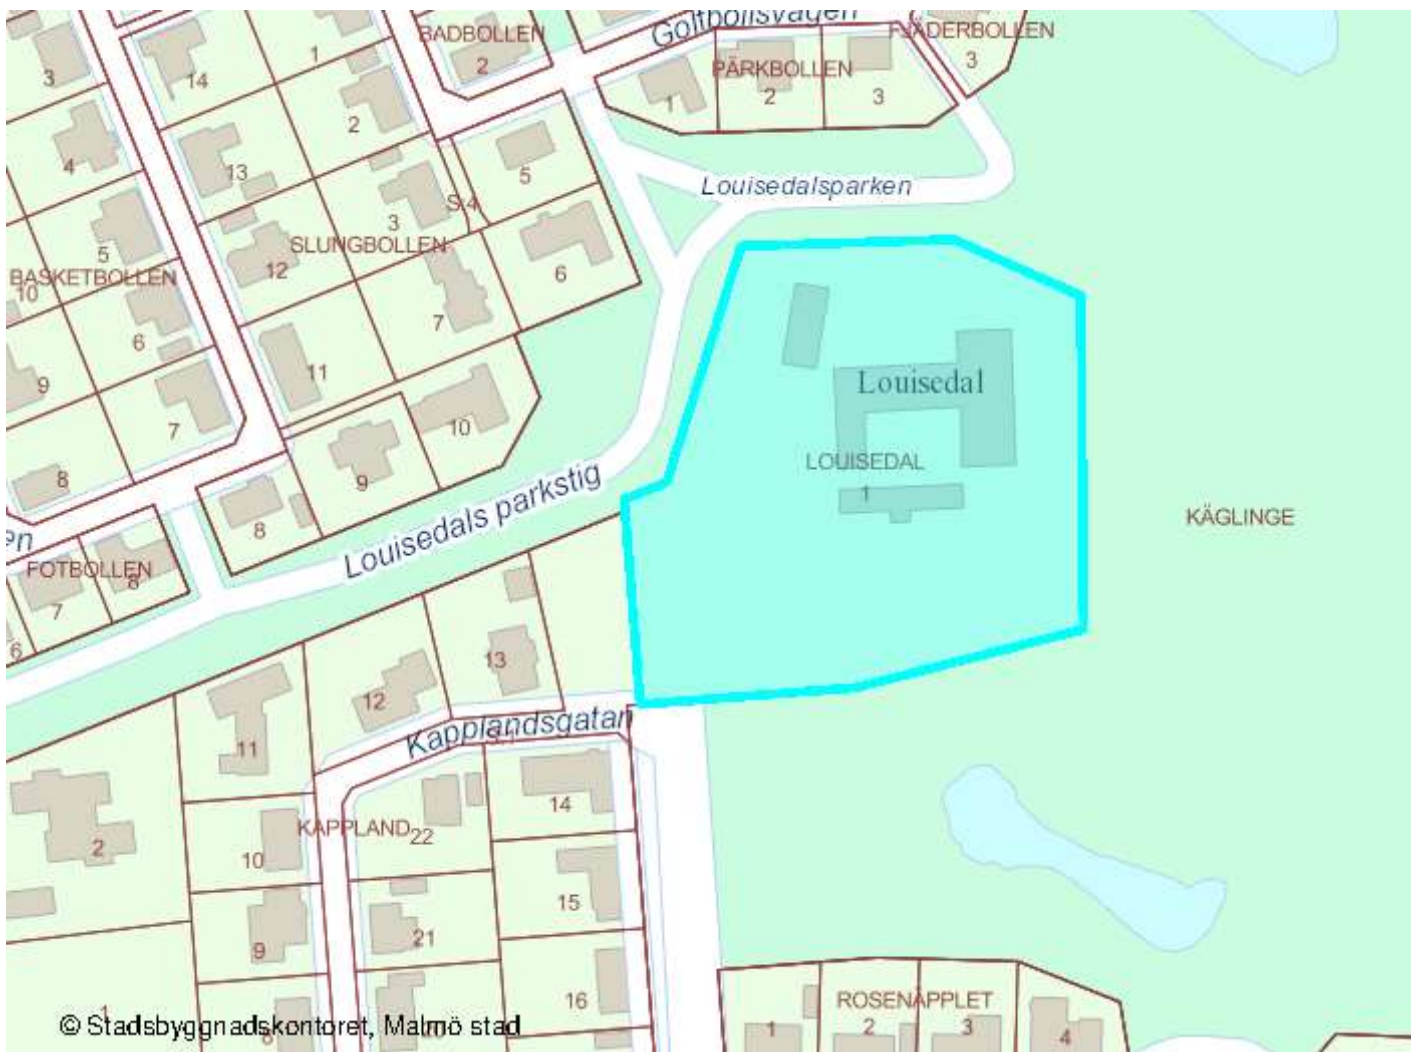 BADBOLLEN
2
Golfbollsvägen
FJÄDERBOLLEN
3
PÄRKBOLLEN
1
2
3
3
14
1
2
4
13
5
3
S:4
Louisedalsparken
SLUNGBOLLEN
12
6
5
BASKETBOLLEN
10
7
6
11
9
Louisedal
10
7
LOUISEDAL
1
9
8
8
Louisedals parkstig
KÄGLINGE
FOTBOLLEN
8
7
6
13
12
11
Kapplandsgatan
14
KAPPLAND
22
2
10
15
21
9
16
ROSENÄPPLET
1
2
3
4
© Stadsbyggnadskontoret, Malmö stad